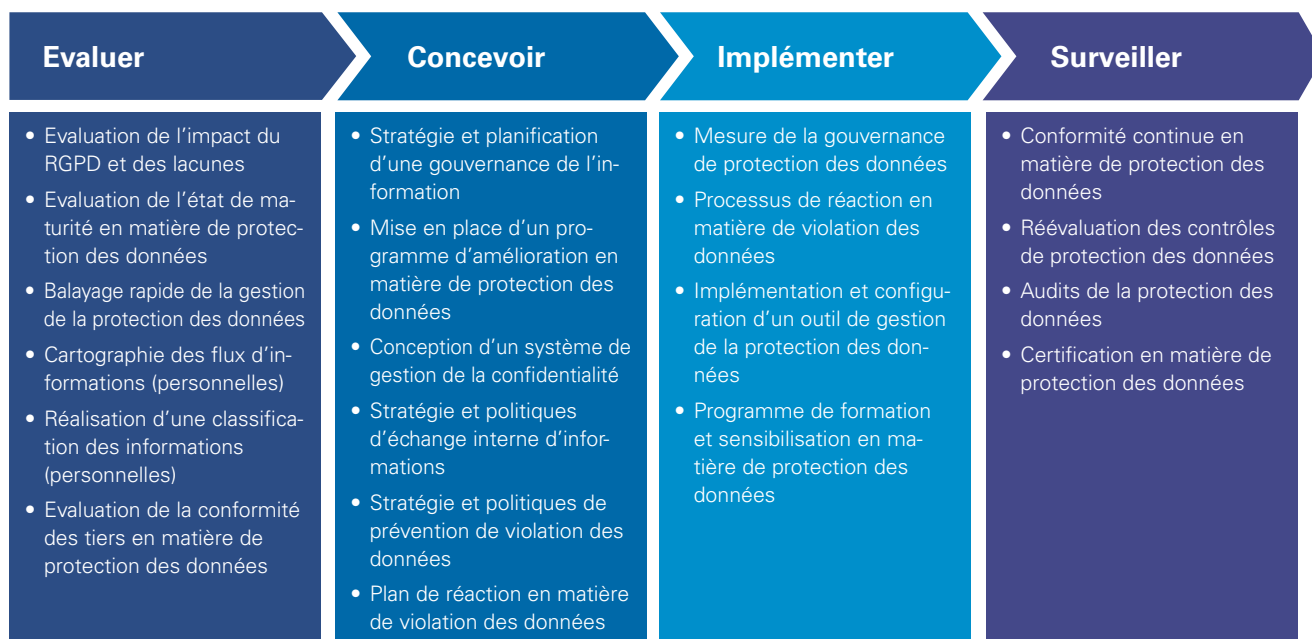 Evaluer
• Evaluation de l’impact du
RGPD et des lacunes
• Evaluation de l’état de ma-
turité en matière de protec-
tion des données
• Balayage rapide de la gestion
de la protection des données
• Cartographie des flux d’in-
formations (personnelles)
• Réalisation d’une classifica-
tion des informations
(personnelles)
• Evaluation de la conformité
des tiers en matière de
protection des données
Concevoir
• Stratégie et planification
d’une gouvernance de l’in-
formation
• Mise en place d’un pro-
gramme d’amélioration en
matière de protection des
données
• Conception d’un système de
gestion de la confidentialité
• Stratégie et politiques
d’échange interne d’infor-
mations
• Stratégie et politiques de
prévention de violation des
données
• Plan de réaction en matière
de violation des données
Implémenter
• Mesure de la gouvernance
de protection des données
• Processus de réaction en
matière de violation des
données
• Implémentation et configu-
ration d’un outil de gestion
de la protection des don-
nées
• Programme de formation
et sensibilisation en ma-
tière de protection des
données
Surveiller
• Conformité continue en
matière de protection des
données
• Réévaluation des contrôles
de protection des données
• Audits de la protection des
données
• Certification en matière de
protection des données